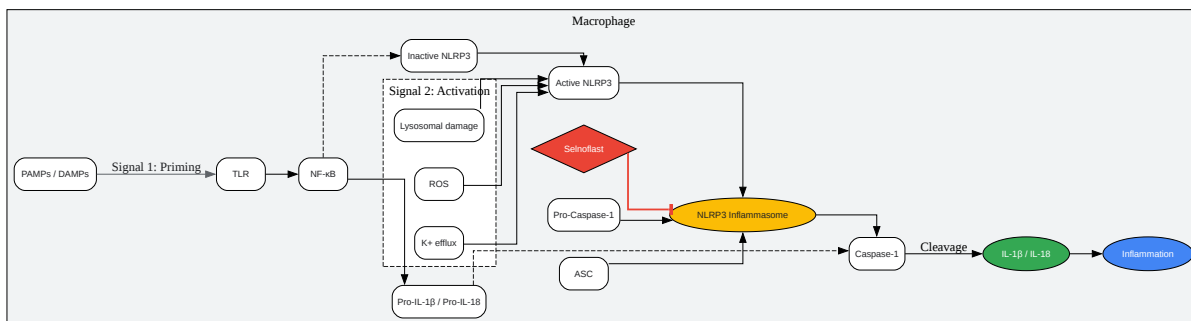 Macrophage
Inactive NLRP3
Active NLRP3
Signal 2: Activation
Lysosomal damage
Selnoflast
PAMPs / DAMPs
Signal 1: Priming
TLR
NF-κB
ROS
Pro-Caspase-1
NLRP3 Inflammasome
K+ efflux
Caspase-1
Cleavage
IL-1β / IL-18
Inflammation
ASC
Pro-IL-1β / Pro-IL-18